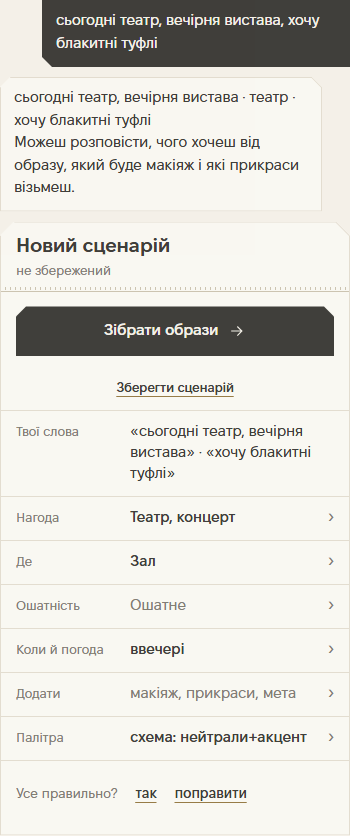 сьогодні театр, вечірня вистава, хочу
блакитні туфлі
сьогодні театр, вечірня вистава · театр ·
хочу блакитні туфлі
Можеш розповісти, чого хочеш від
образу, який буде макіяж і які прикраси
візьмеш.
Новий сценарій
не збережений
Зібрати образи →
Зберегти сценарій
Твої слова «сьогодні театр, вечірня
вистава» · «хочу блакитні
туфлі»
Нагода Театр, концерт ›
Де Зал ›
Ошатність Ошатне ›
Коли й погода ввечері ›
Додати макіяж, прикраси, мета ›
Палітра схема: нейтрали+акцент ›
Усе правильно? так поправити